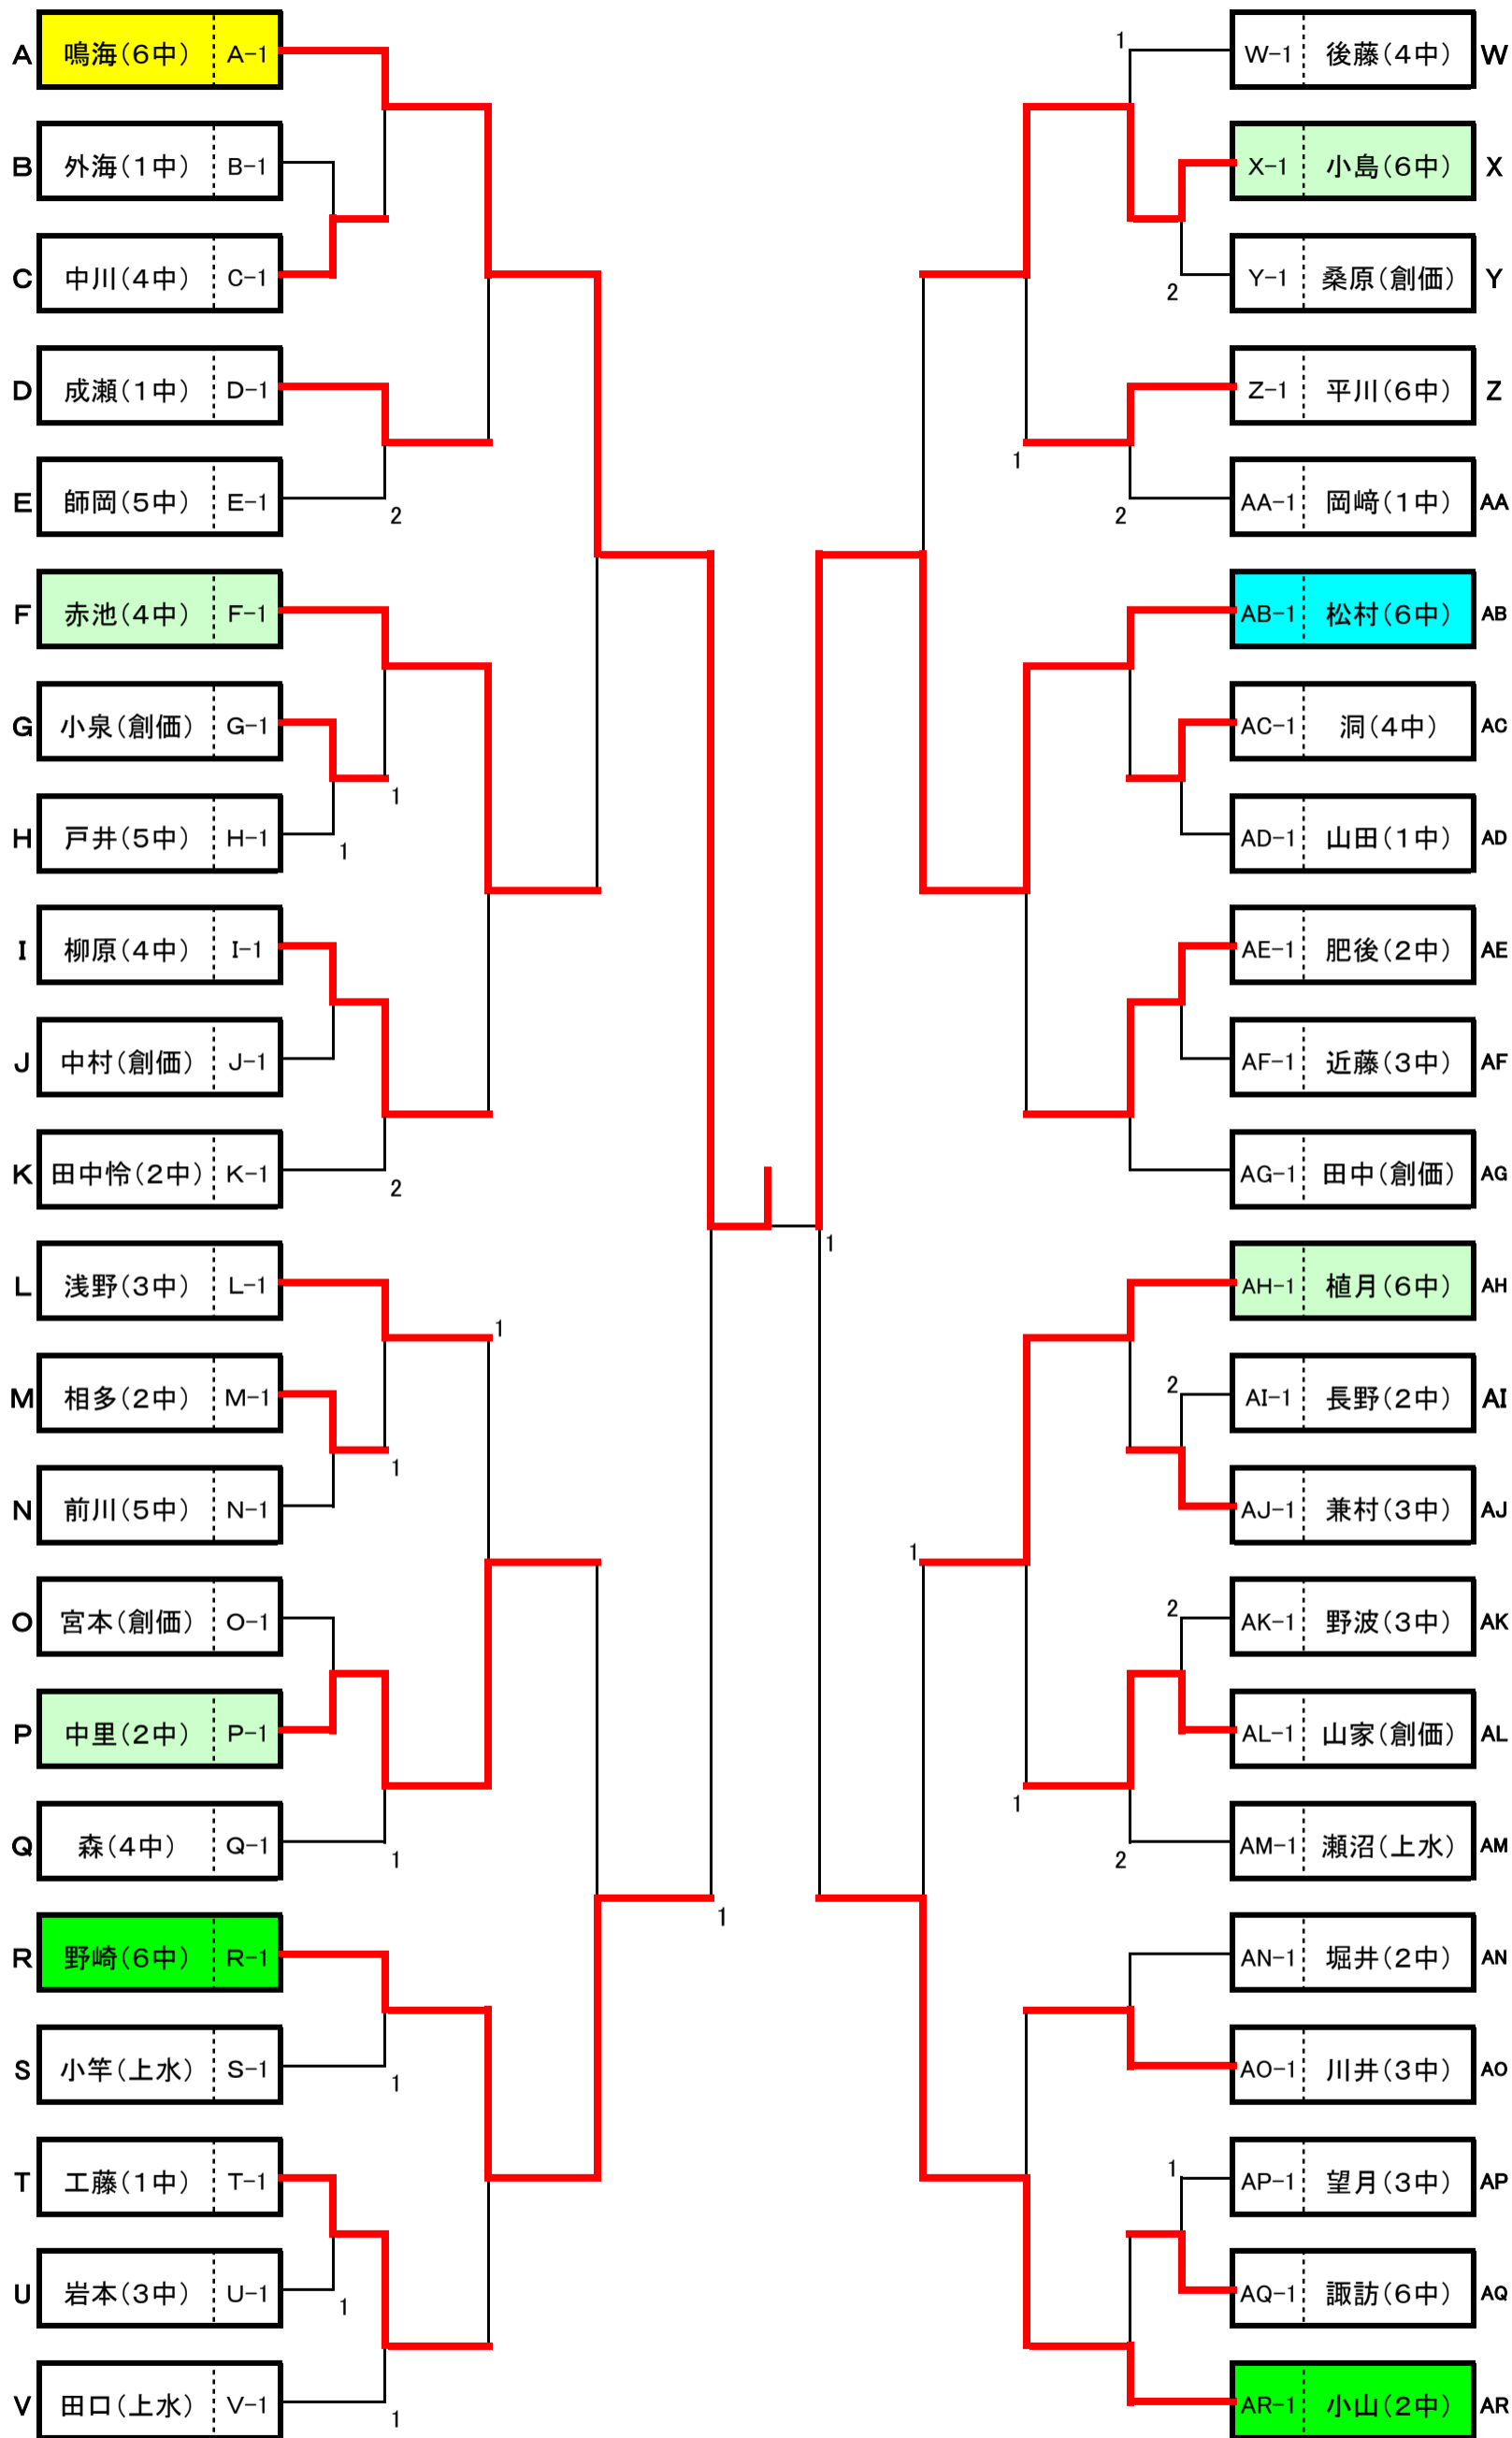 A 鳴海(6中) A-1
1
W-1 後藤(4中) W
B 外海(1中) B-1
X-1 小島(6中) X
C 中川(4中) C-1
Y-1 桑原(創価) Y
2
D 成瀬(1中) D-1
Z-1 平川(6中) Z
1
E 師岡(5中) E-1
AA-1 岡﨑(1中) AA
2
2
F 赤池(4中) F-1
AB-1 松村(6中) AB
G 小泉(創価) G-1
AC-1 洞(4中) AC
1
H 戸井(5中) H-1
AD-1 山田(1中) AD
1
I 柳原(4中) I-1
AE-1 肥後(2中) AE
J 中村(創価) J-1
AF-1 近藤(3中) AF
K 田中怜(2中) K-1
AG-1 田中(創価) AG
2
1
L 浅野(3中) L-1
AH-1 植月(6中) AH
1
M 相多(2中) M-1
2
AI-1 長野(2中) AI
1
N 前川(5中) N-1
AJ-1 兼村(3中) AJ
1
O 宮本(創価) O-1
2
AK-1 野波(3中) AK
P 中里(2中) P-1
AL-1 山家(創価) AL
1
Q 森(4中) Q-1
AM-1 瀬沼(上水) AM
1
2
1
R 野崎(6中) R-1
AN-1 堀井(2中) AN
S 小竿(上水) S-1
AO-1 川井(3中) AO
1
T 工藤(1中) T-1
1
AP-1 望月(3中) AP
U 岩本(3中) U-1
AQ-1 諏訪(6中) AQ
1
V 田口(上水) V-1
AR-1 小山(2中) AR
1